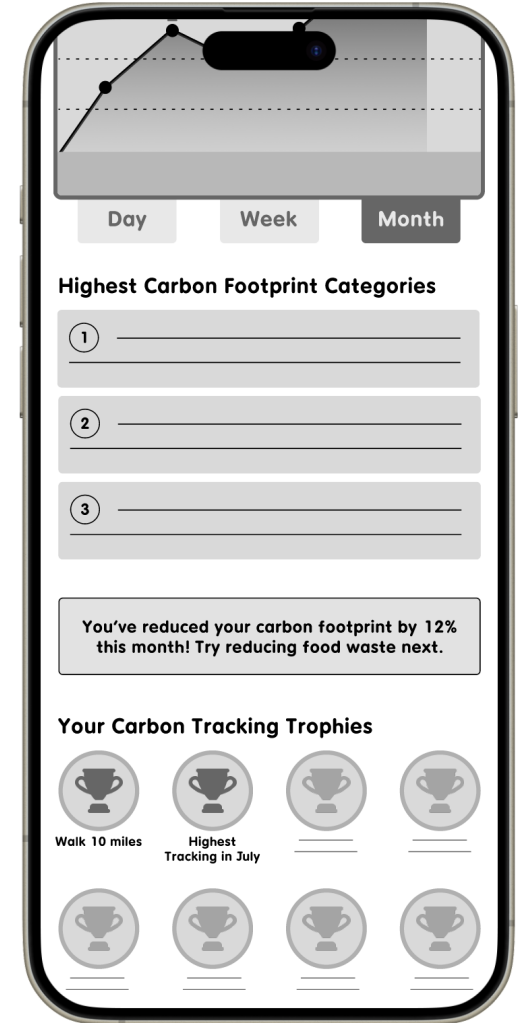 Day
Week
Month
Highest Carbon Footprint Categories
1
2
3
You've reduced your carbon footprint by 12%
this month! Try reducing food waste next.
Your Carbon Tracking Trophies
Walk 10 miles
Highest
Tracking in July